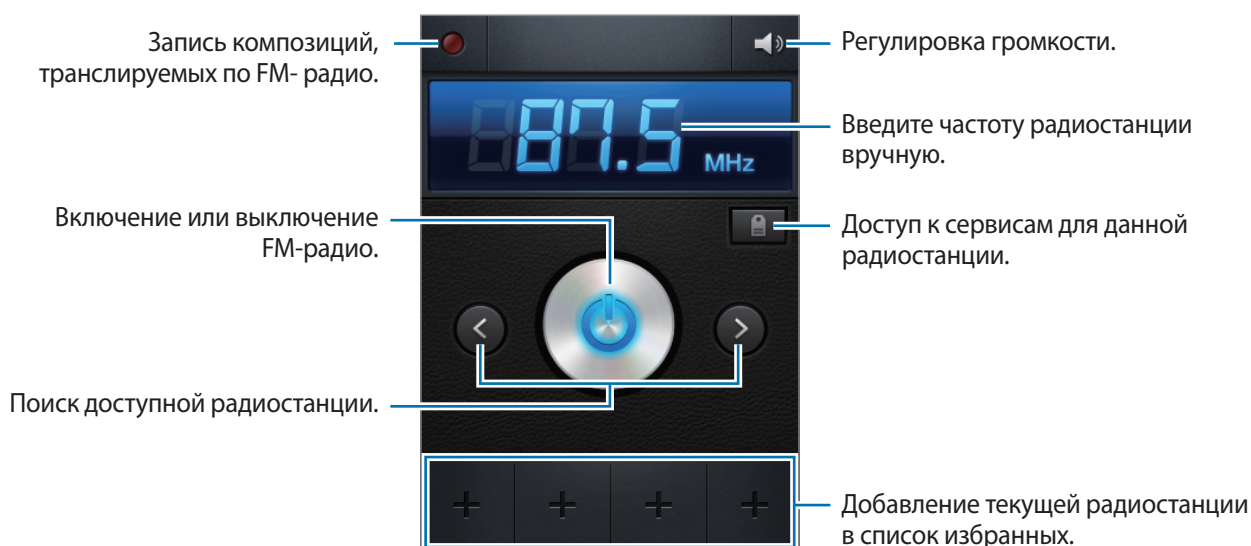 Запись композиций,
транслируемых по FM- радио.
Регулировка громкости.
87.5 MHz
Введите частоту радиостанции
вручную.
Включение или выключение
FM-радио.
Доступ к сервисам для данной
радиостанции.
Поиск доступной радиостанции.
Добавление текущей радиостанции
в список избранных.